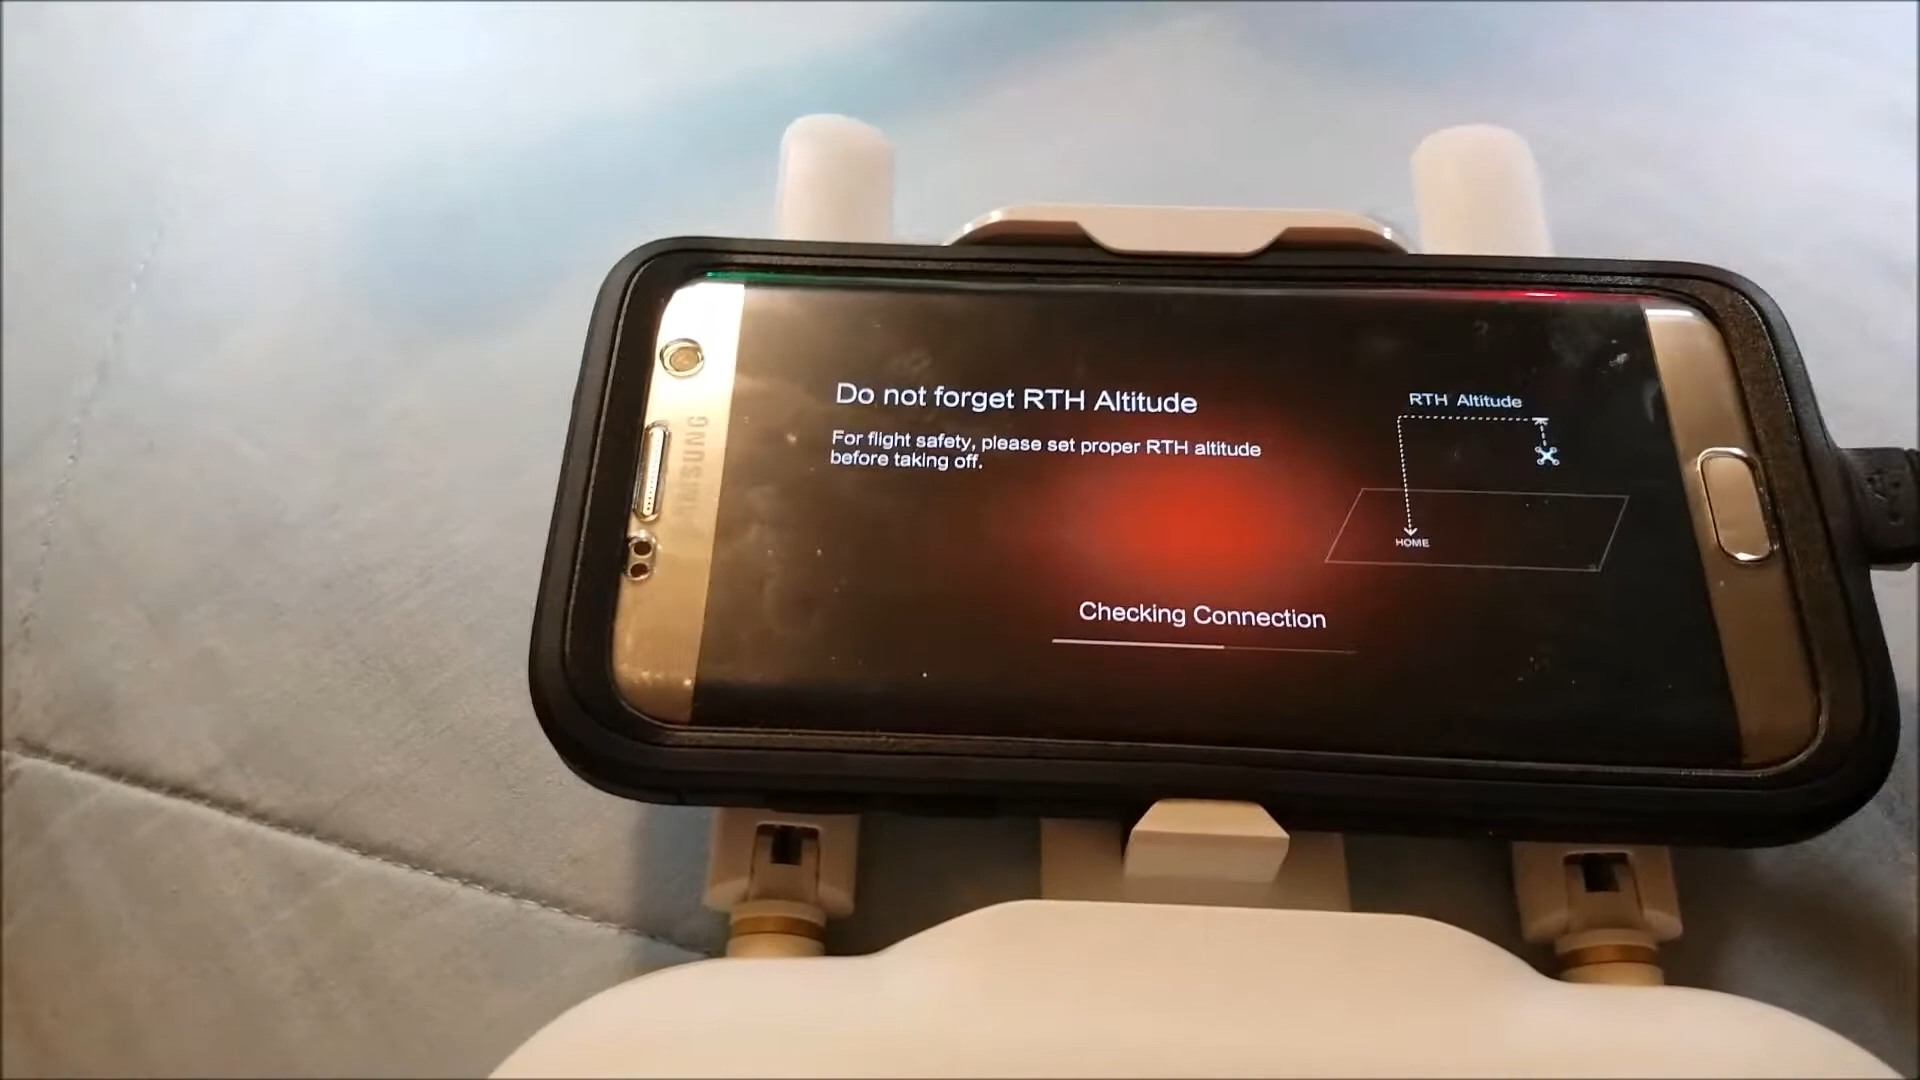 Do not forget RTH Altitude
For flight safety, please set proper RTH altitude
before taking off.
RTH Altitude
HOME
Checking Connection
SAMSUNG